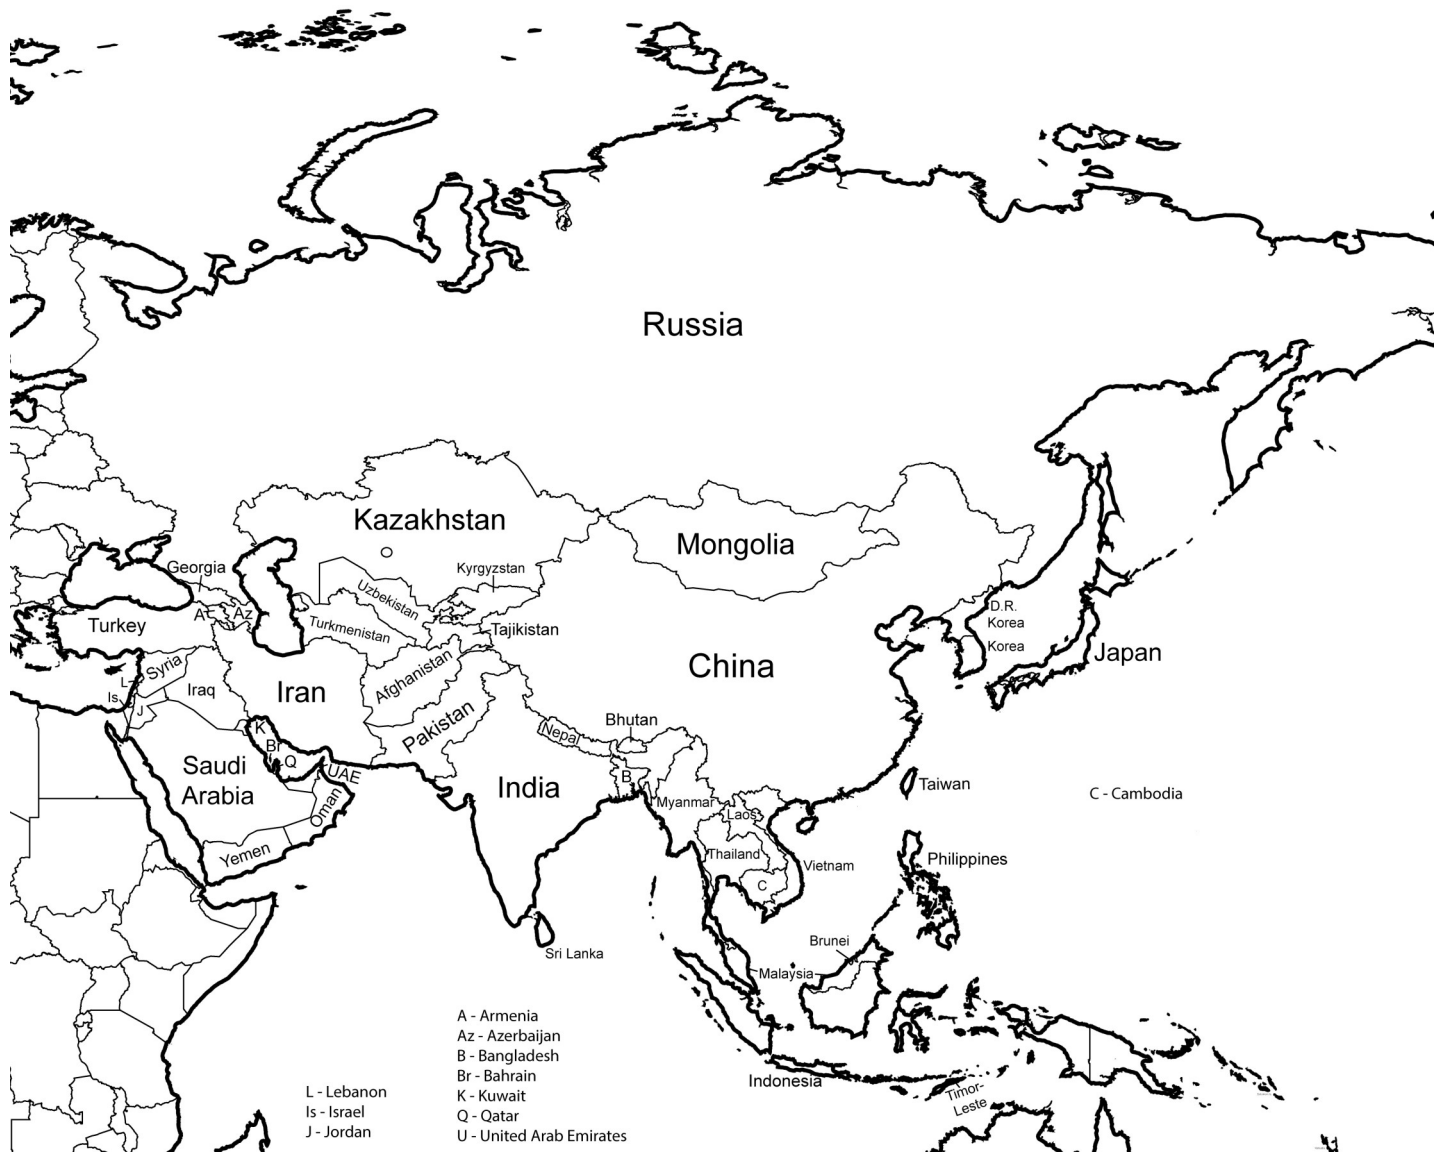 Russia
Kazakhstan
Mongolia
Georgia
Kyrgyzstan
Uzbekistan
A
Az
Turkey
Turkmenistan
Tajikistan
D.R.
Korea
Korea
China
Japan
Syria
L
Is
J
Iraq
Iran
Afghanistan
Pakistan
K
Br
Q
UAE
Nepal
Bhutan
Saudi
Arabia
India
B
Myanmar
Laos
Taiwan
C - Cambodia
Oman
Yemen
Thailand
Vietnam
Philippines
C
Sri Lanka
Brunei
Malaysia
Indonesia
Timor-
Leste
L - Lebanon
Is - Israel
J - Jordan
A - Armenia
Az - Azerbaijan
B - Bangladesh
Br - Bahrain
K - Kuwait
Q - Qatar
U - United Arab Emirates